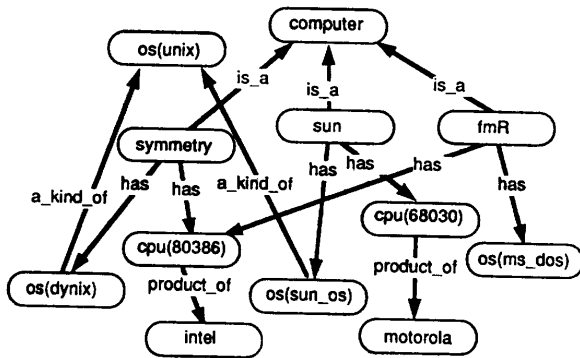 computer
os(unix)
is_a
is_a
is_a
symmetry
sun
fmR
has
has
has
a_kind_of
has
has
a_kind_of
has
cpu(68030)
cpu(80386)
os(ms_dos)
product_of
os(dynix)
product_of
os(sun_os)
intel
motorola